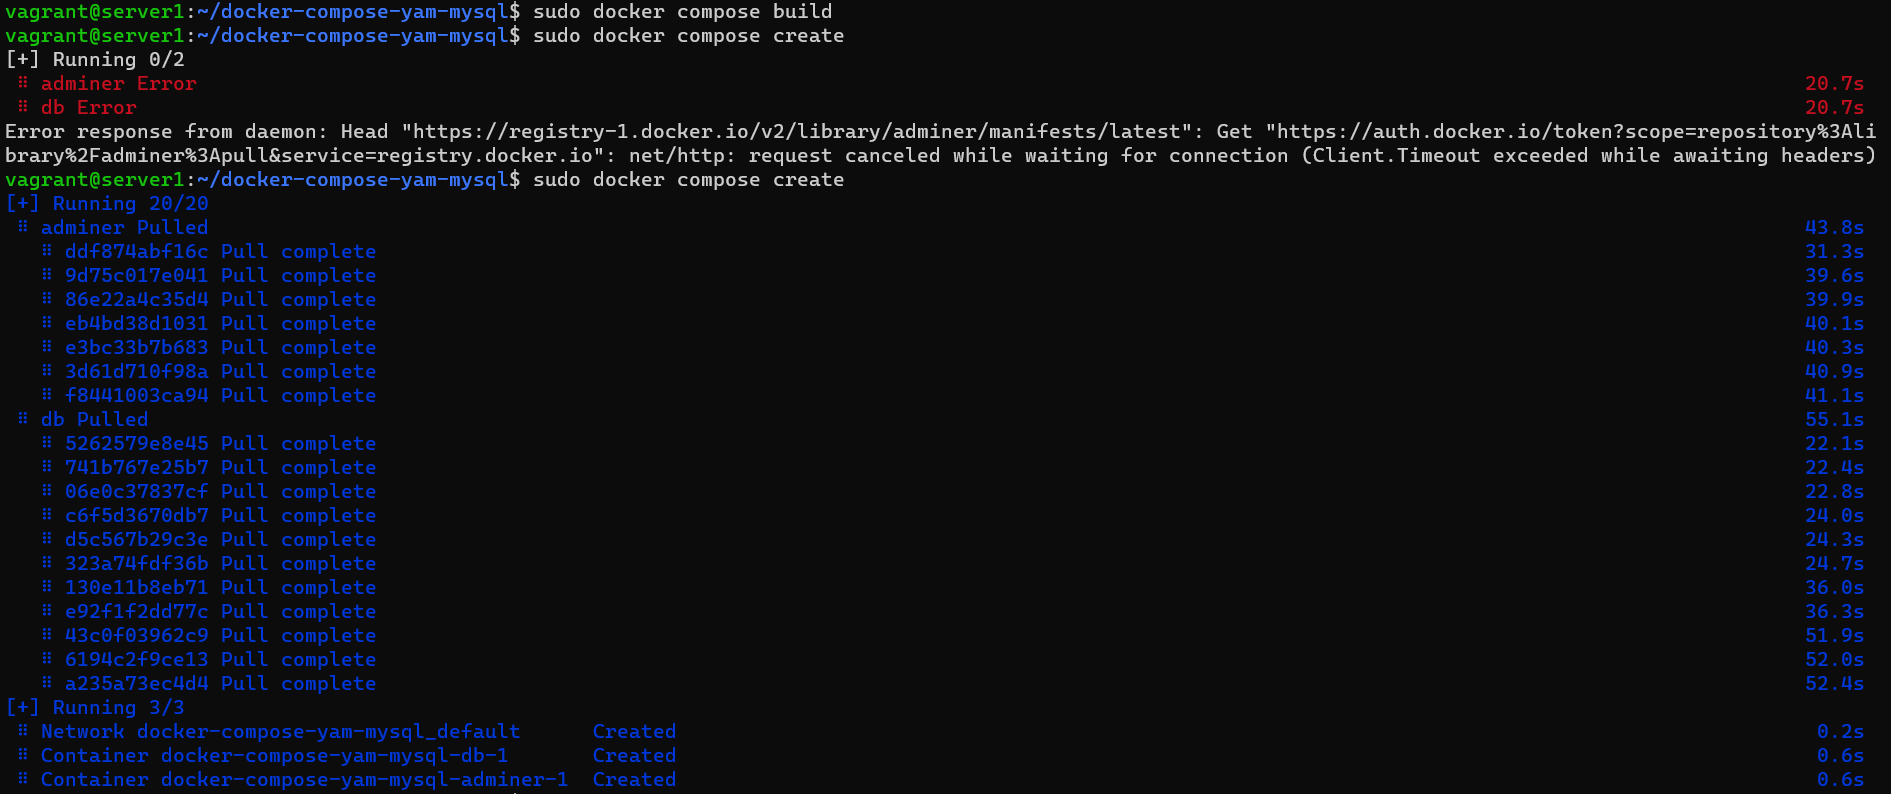 vagrant@server1:~/docker-compose-yam-mysql$ sudo docker compose build
vagrant@server1:~/docker-compose-yam-mysql$ sudo docker compose create
[+] Running 0/2
⠿ adminer Error 20.7s
⠿ db Error 20.7s
Error response from daemon: Head "https://registry-1.docker.io/v2/library/adminer/manifests/latest": Get "https://auth.docker.io/token?scope=repository%3Ali
brary%2Fadminer%3Apull&service=registry.docker.io": net/http: request canceled while waiting for connection (Client.Timeout exceeded while awaiting headers)
vagrant@server1:~/docker-compose-yam-mysql$ sudo docker compose create
[+] Running 20/20
⠿ adminer Pulled 43.8s
⠿ ddf874abf16c Pull complete 31.3s
⠿ 9d75c017e041 Pull complete 39.6s
⠿ 86e22a4c35d4 Pull complete 39.9s
⠿ eb4bd38d1031 Pull complete 40.1s
⠿ e3bc33b7b683 Pull complete 40.3s
⠿ 3d61d710f98a Pull complete 40.9s
⠿ f8441003ca94 Pull complete 41.1s
⠿ db Pulled 55.1s
⠿ 5262579e8e45 Pull complete 22.1s
⠿ 741b767e25b7 Pull complete 22.4s
⠿ 06e0c37837cf Pull complete 22.8s
⠿ c6f5d3670db7 Pull complete 24.0s
⠿ d5c567b29c3e Pull complete 24.3s
⠿ 323a74fdf36b Pull complete 24.7s
⠿ 130e11b8eb71 Pull complete 36.0s
⠿ e92f1f2dd77c Pull complete 36.3s
⠿ 43c0f03962c9 Pull complete 51.9s
⠿ 6194c2f9ce13 Pull complete 52.0s
⠿ a235a73ec4d4 Pull complete 52.4s
[+] Running 3/3
⠿ Network docker-compose-yam-mysql_default Created 0.2s
⠿ Container docker-compose-yam-mysql-db-1 Created 0.6s
⠿ Container docker-compose-yam-mysql-adminer-1 Created 0.6s